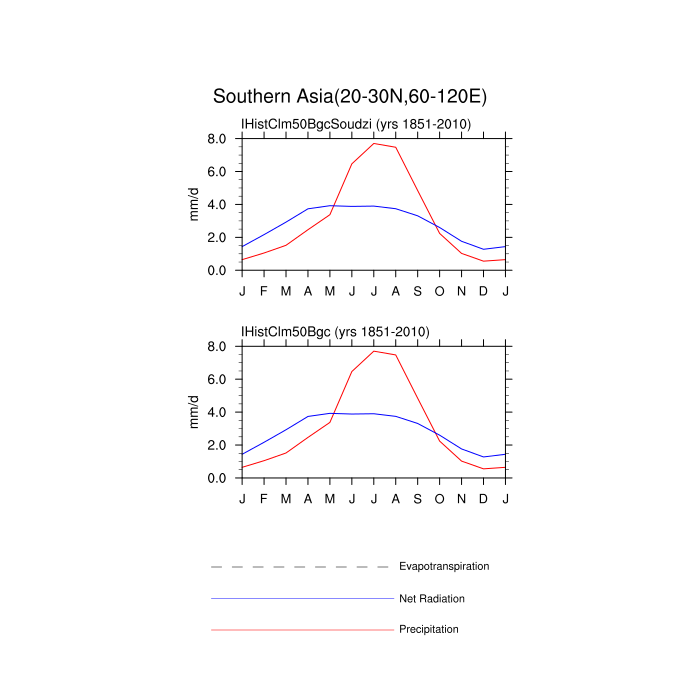 Southern Asia(20-30N,60-120E)
IHistClm50BgcSoudzi (yrs 1851-2010)
8.0
6.0
4.0
2.0
0.0
mm/d
J F M A M J J A S O N D J
IHistClm50Bgc (yrs 1851-2010)
8.0
6.0
4.0
2.0
0.0
mm/d
J F M A M J J A S O N D J
Evapotranspiration
Net Radiation
Precipitation